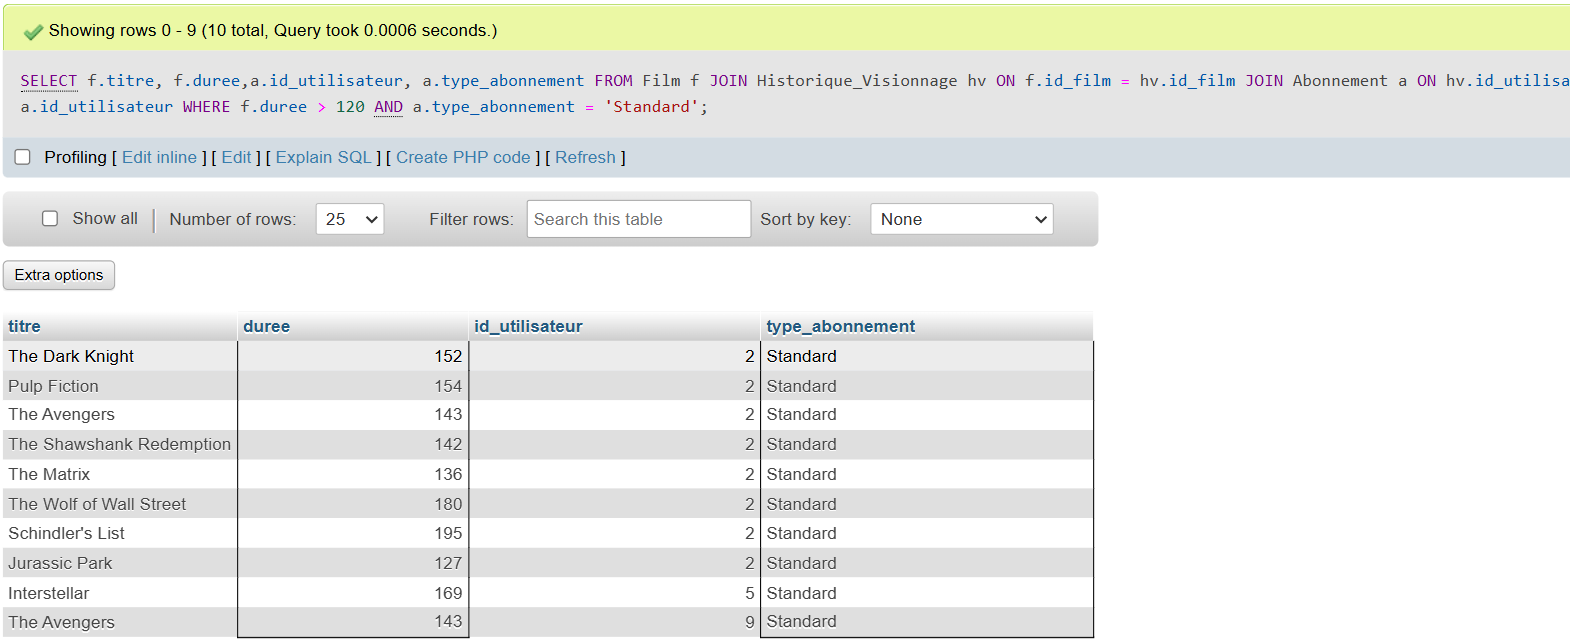 Showing rows 0 - 9 (10 total, Query took 0.0006 seconds.)
SELECT f.titre, f.duree,a.id_utilisateur, a.type_abonnement FROM Film f JOIN Historique_Visionnage hv ON f.id_film = hv.id_film JOIN Abonnement a ON hv.id_utilisa
a.id_utilisateur WHERE f.duree > 120 AND a.type_abonnement = 'Standard';
Profiling [ Edit inline ] [ Edit ] [ Explain SQL ] [ Create PHP code ] [ Refresh ]
Show all Number of rows: 25 Filter rows: Search this table Sort by key: None
Extra options
titre duree id_utilisateur type_abonnement
The Dark Knight 152 2 Standard
Pulp Fiction 154 2 Standard
The Avengers 143 2 Standard
The Shawshank Redemption 142 2 Standard
The Matrix 136 2 Standard
The Wolf of Wall Street 180 2 Standard
Schindler's List 195 2 Standard
Jurassic Park 127 2 Standard
Interstellar 169 5 Standard
The Avengers 143 9 Standard